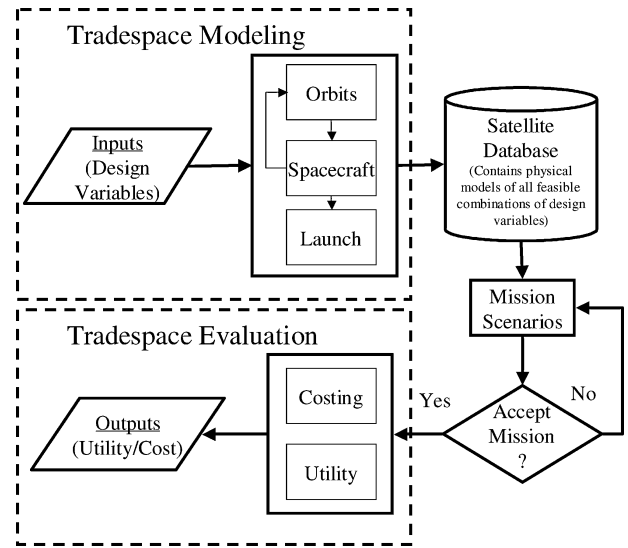 Tradespace Modeling
Inputs
(Design
Variables)
Orbits
Spacecraft
Launch
Satellite
Database
(Contains physical
models of all feasible
combinations of design
variables)
Mission
Scenarios
Accept
Mission
?
No
Yes
Tradespace Evaluation
Costing
Utility
Outputs
(Utility/Cost)